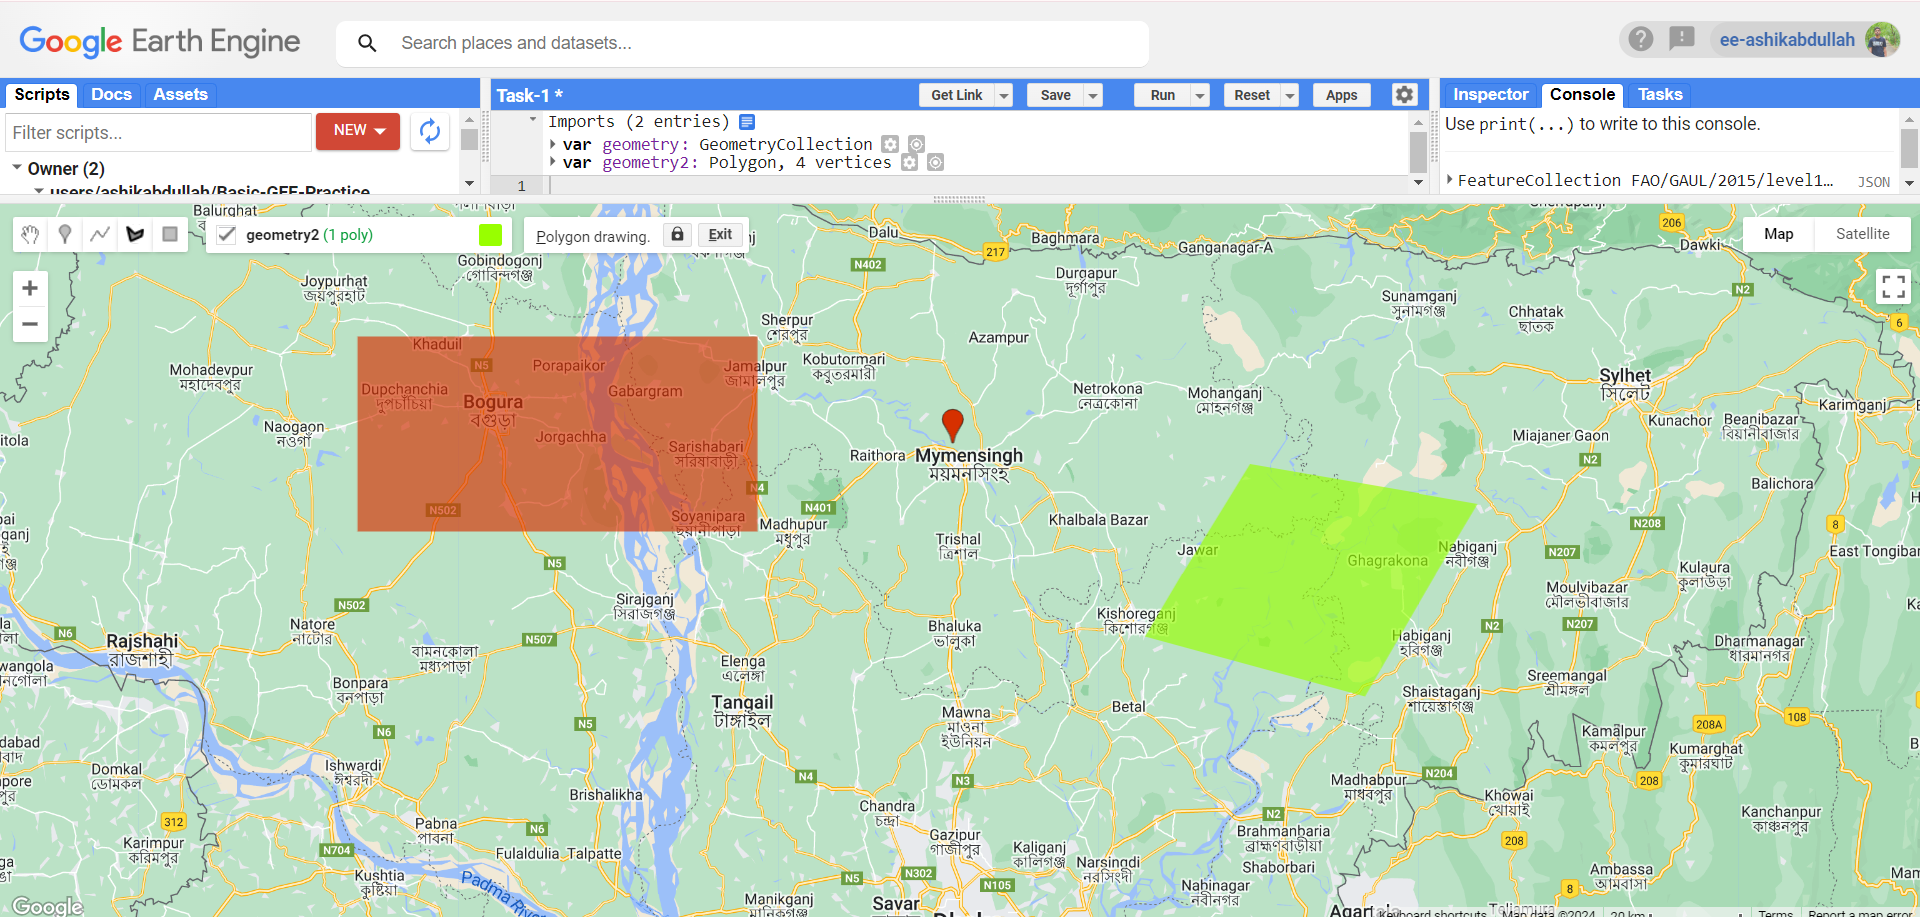 Google Earth Engine
Search places and datasets...
ee-ashikabdullah
Scripts Docs Assets
Filter scripts...
NEW
Owner (2)
users/ashikabdullah/Basic-GEE-Practice
Task-1 *
Get Link Save Run Reset Apps
Imports (2 entries)
var geometry: GeometryCollection
var geometry2: Polygon, 4 vertices
1
Inspector Console Tasks
Use print(...) to write to this console.
FeatureCollection FAO/GAUL/2015/level1…
JSON
geometry2 (1 poly)
Polygon drawing. Exit
Map Satellite
Balurghat
Gobindogonj
গোবিন্দগঞ্জ
Joypurhat
জয়পুরহাট
Dalu
217
Baghmara
Ganganagar-A
206
Dawki
N402
Durgapur
দুর্গাপুর
N2
Sunamganj
সুনামগঞ্জ
Chhatak
ছাতক
6
Sherpur
শেরপুর
Azampur
Khaduil
N5
Porapaikor
Jamalpur
জামালপুর
Kobutormari
কবুতরমারী
Mohadevpur
মহাদেবপুর
Dupchanchia
দুপচাঁচিয়া
Gabargram
Bogura
বগুড়া
Netrokona
নেত্রকোনা
Mohanganj
মোহনগঞ্জ
Sylhet
সিলেট
Karimganj
Naogaon
নওগাঁ
Jorgachha
Sarishabari
সরিষাবাড়ী
Kunachor
Beanibazar
বিয়ানীবাজার
Miajaner Gaon
N2
Raithora
Mymensingh
ময়মনসিংহ
N4
Balichora
N502
N401
Soyanipara
ছয়ানীপাড়া
Madhupur
মধুপুর
Khalbala Bazar
N208
8
Trishal
ত্রিশাল
Jawar
Ghagrakona
Nabiganj
নবীগঞ্জ
N207
East Tongibar
N5
Kulaura
কুলাউড়া
Moulvibazar
মৌলভীবাজার
N502
Sirajganj
সিরাজগঞ্জ
Kishoreganj
কিশোরগঞ্জ
N207
Natore
নাটোর
N6
Rajshahi
রাজশাহী
N507
Bhaluka
ভালুকা
N2
Habiganj
হবিগঞ্জ
Dharmanagar
ধারমানগর
বামনকোলা
মধ্যপাড়া
Elenga
এলেঙ্গা
Bonpara
বনপাড়া
Sreemangal
শ্রীমঙ্গল
Shaistaganj
শায়েস্তাগঞ্জ
Tangail
টাঙ্গাইল
Mawna
মাওনা
ইউনিয়ন
Betal
N5
N6
208A
108
Kamalpur
কমলপুর
Kumarghat
কুমারঘাট
Ishwardi
ঈশ্বরদী
Domkal
ডোমকল
N4
N3
Madhabpur
মাধবপুর
N204
208
Brishalikha
Khowai
খোয়াই
Chandra
চন্দ্রা
N2
Kanchanpur
কাঞ্চনপুর
312
Pabna
পাবনা
N6
Gazipur
গাজীপুর
Brahmanbaria
ব্রাহ্মণবাড়ীয়া
208
Karimpur
করিমপুর
N704
Fulaldulia Talpatte
Kaliganj
কালিগঞ্জ
Narsingdi
নরসিংদী
Shaborbari
Kushtia
কুষ্টিয়া
N5
N302
N105
Ambassa
আমবাসা
Padma River
Manikganj
মানিকগঞ্জ
Savar
সাভার
Nabinagar
নবীনগর
8
Google
Keyboard shortcuts Map data ©2024 20 km Terms Report a map error